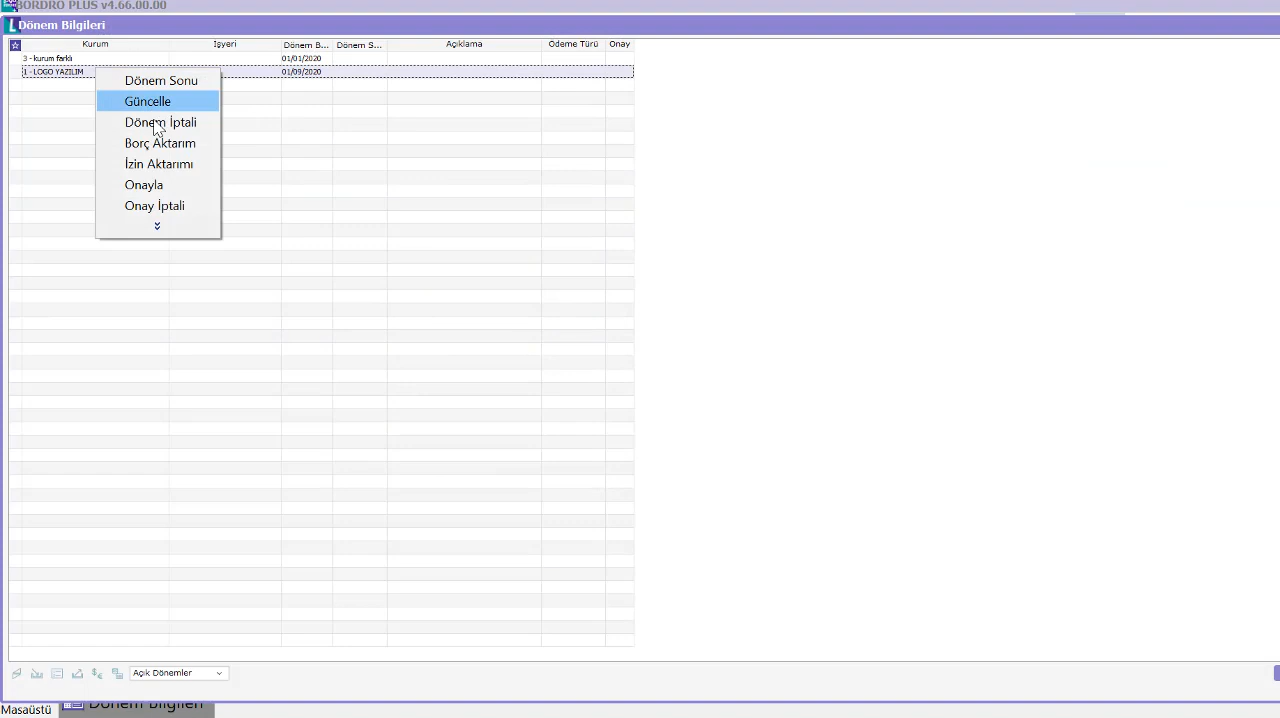 BORDRO PLUS v4.66.00.00
Dönem Bilgileri
Kurum İşyeri Dönem B... Dönem S... Açıklama Ödeme Türü Onay
3 - kurum farklı 01/01/2020
1 - LOGO YAZILIM 01/09/2020
Dönem Sonu
Güncelle
Dönem İptali
Borç Aktarım
İzin Aktarımı
Onayla
Onay İptali
Açık Dönemler
Masaüstü Dönem Bilgileri